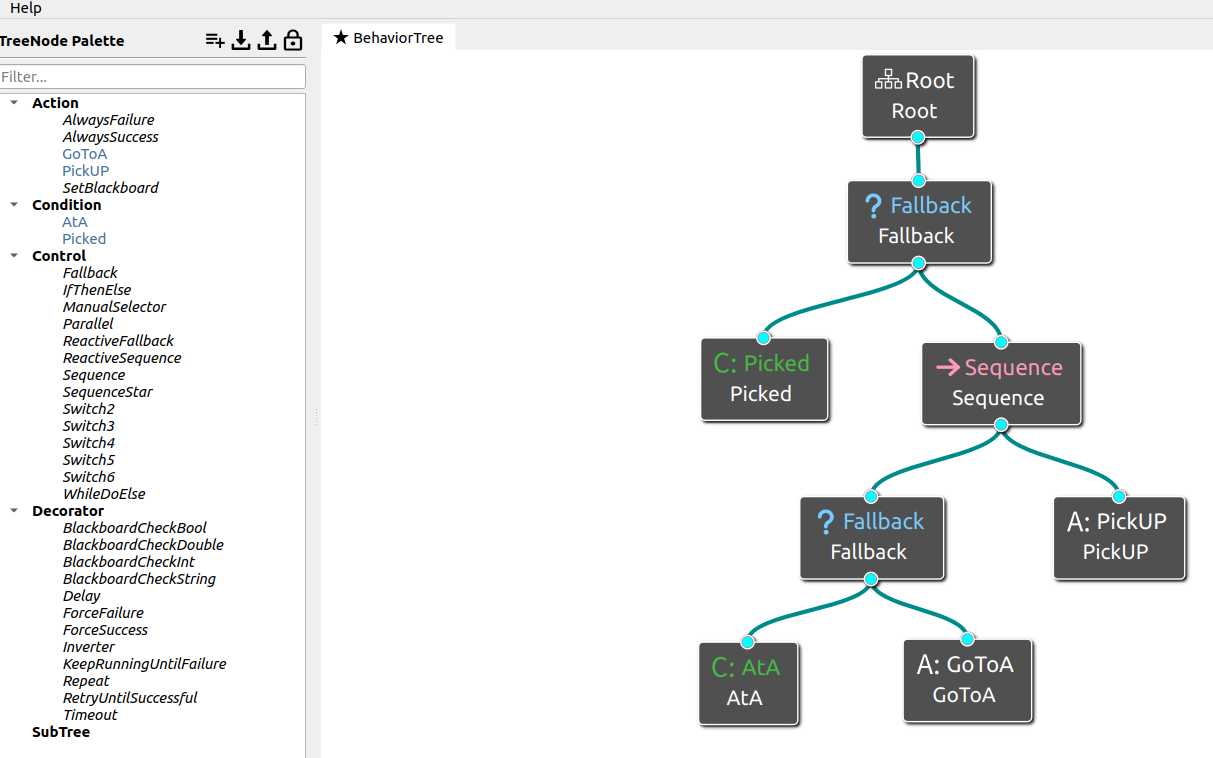 Help
TreeNode Palette
BehaviorTree
Filter...
Action
AlwaysFailure
AlwaysSuccess
GoToA
PickUP
SetBlackboard
Condition
AtA
Picked
Control
Fallback
IfThenElse
ManualSelector
Parallel
ReactiveFallback
ReactiveSequence
Sequence
SequenceStar
Switch2
Switch3
Switch4
Switch5
Switch6
WhileDoElse
Decorator
BlackboardCheckBool
BlackboardCheckDouble
BlackboardCheckInt
BlackboardCheckString
Delay
ForceFailure
ForceSuccess
Inverter
KeepRunningUntilFailure
Repeat
RetryUntilSuccessful
Timeout
SubTree
Root
Root
? Fallback
Fallback
C: Picked
Picked
Sequence
Sequence
? Fallback
Fallback
A: PickUP
PickUP
C: AtA
AtA
A: GoToA
GoToA